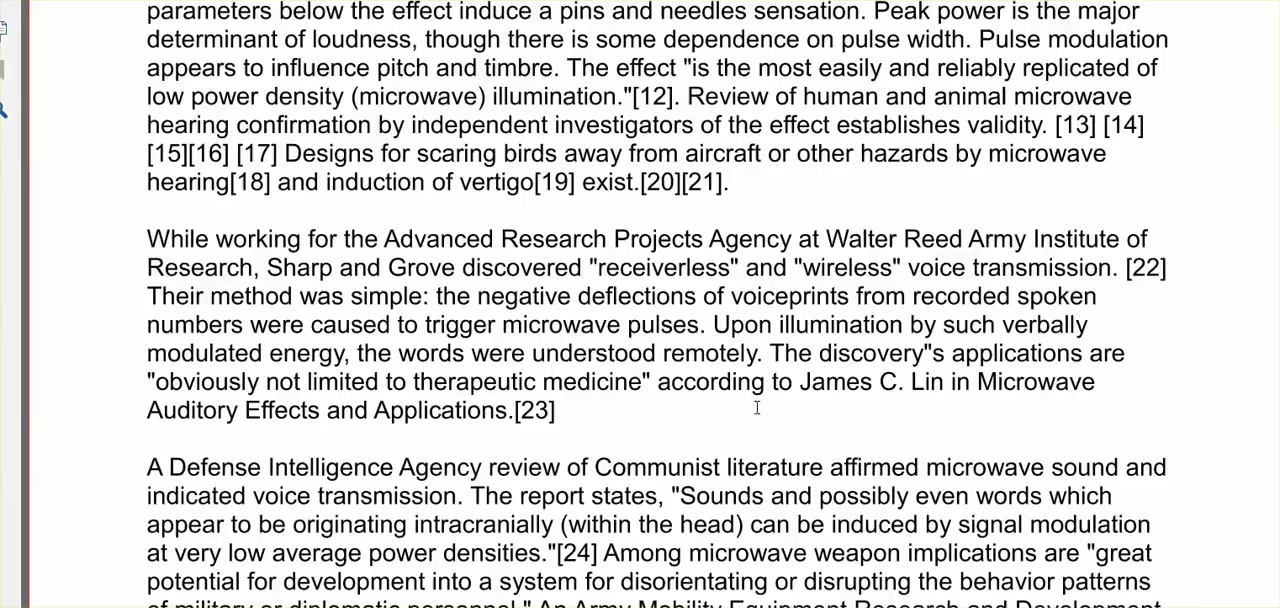 parameters below the effect induce a pins and needles sensation. Peak power is the major
determinant of loudness, though there is some dependence on pulse width. Pulse modulation
appears to influence pitch and timbre. The effect "is the most easily and reliably replicated of
low power density (microwave) illumination."[12]. Review of human and animal microwave
hearing confirmation by independent investigators of the effect establishes validity. [13] [14]
[15][16] [17] Designs for scaring birds away from aircraft or other hazards by microwave
hearing[18] and induction of vertigo[19] exist.[20][21].
While working for the Advanced Research Projects Agency at Walter Reed Army Institute of
Research, Sharp and Grove discovered "receiverless" and "wireless" voice transmission. [22]
Their method was simple: the negative deflections of voiceprints from recorded spoken
numbers were caused to trigger microwave pulses. Upon illumination by such verbally
modulated energy, the words were understood remotely. The discovery"s applications are
"obviously not limited to therapeutic medicine" according to James C. Lin in Microwave
Auditory Effects and Applications.[23]
A Defense Intelligence Agency review of Communist literature affirmed microwave sound and
indicated voice transmission. The report states, "Sounds and possibly even words which
appear to be originating intracranially (within the head) can be induced by signal modulation
at very low average power densities."[24] Among microwave weapon implications are "great
potential for development into a system for disorientating or disrupting the behavior patterns
of military or diplomatic personnel." An Army Mobility Equipment Research and Development